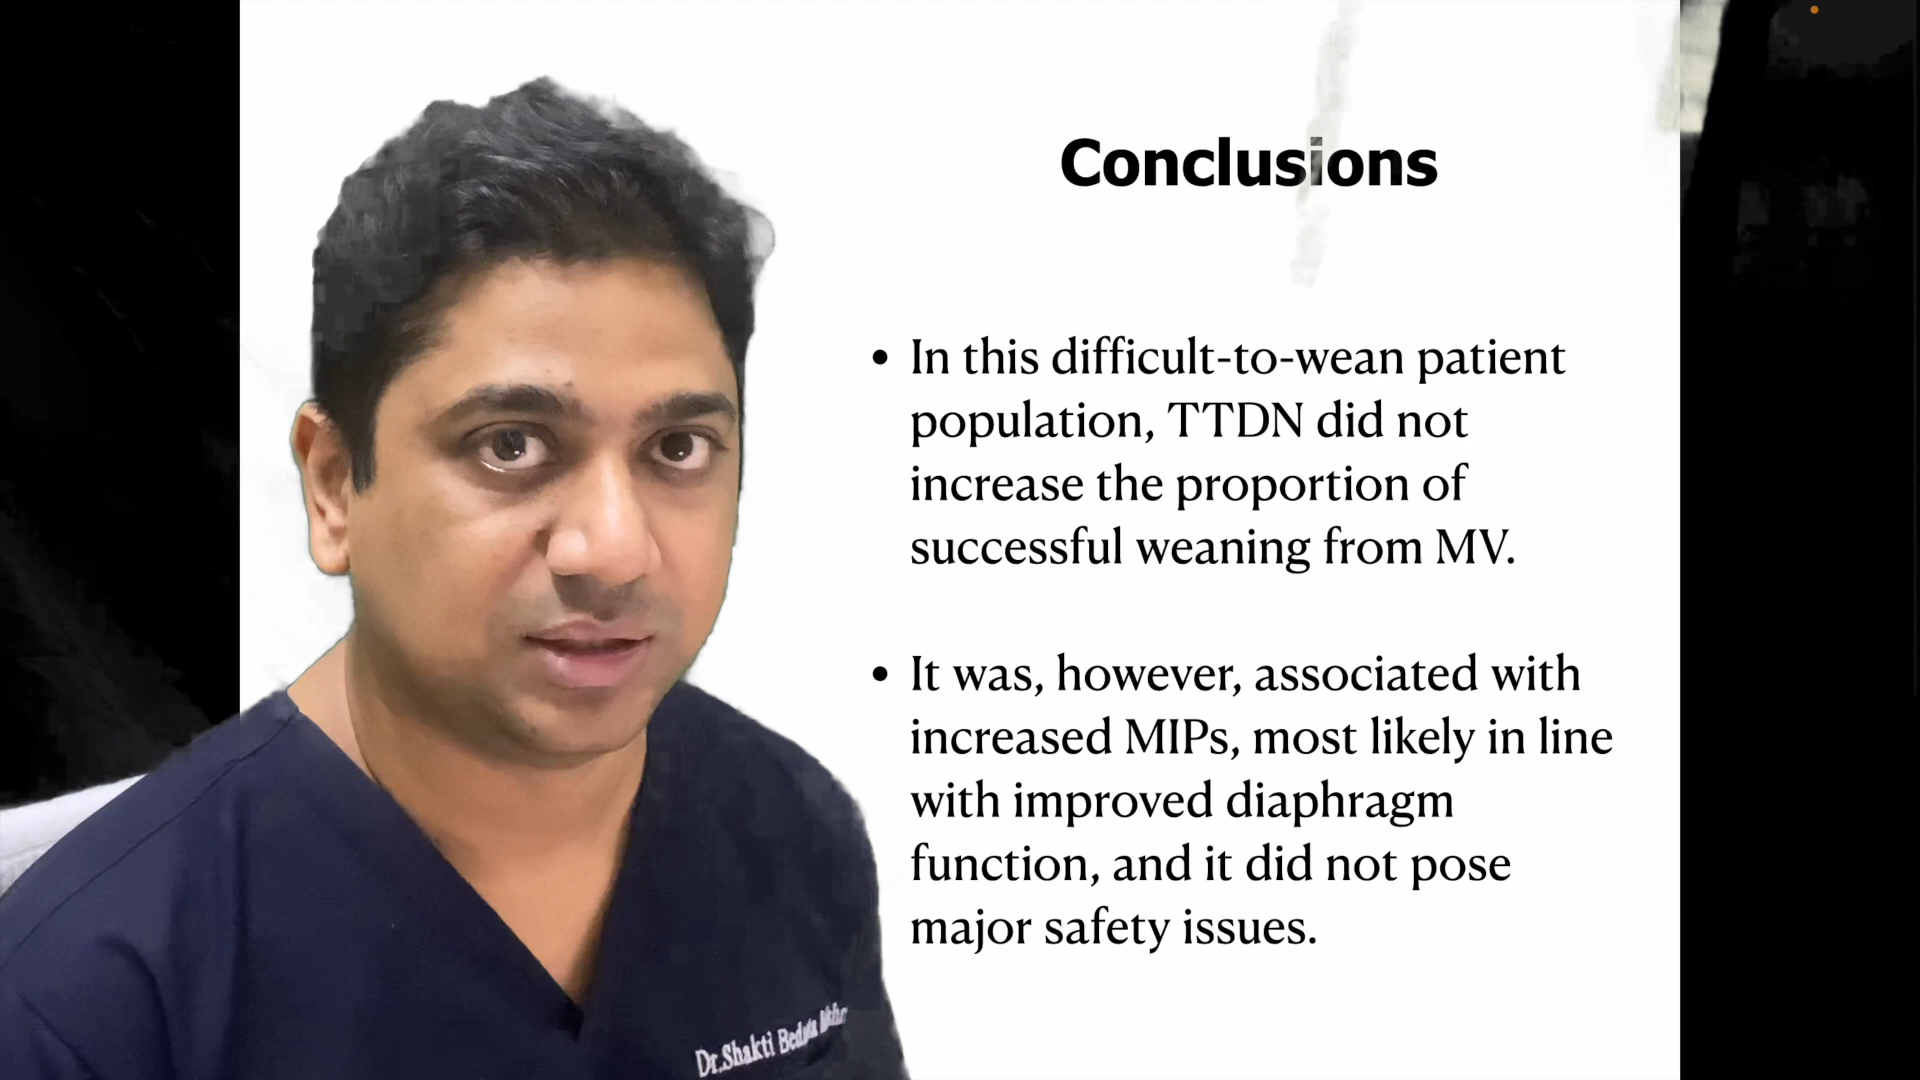 Conclusions
• In this difficult-to-wean patient
population, TTDN did not
increase the proportion of
successful weaning from MV.
• It was, however, associated with
increased MIPs, most likely in line
with improved diaphragm
function, and it did not pose
major safety issues.
Dr.Shakti